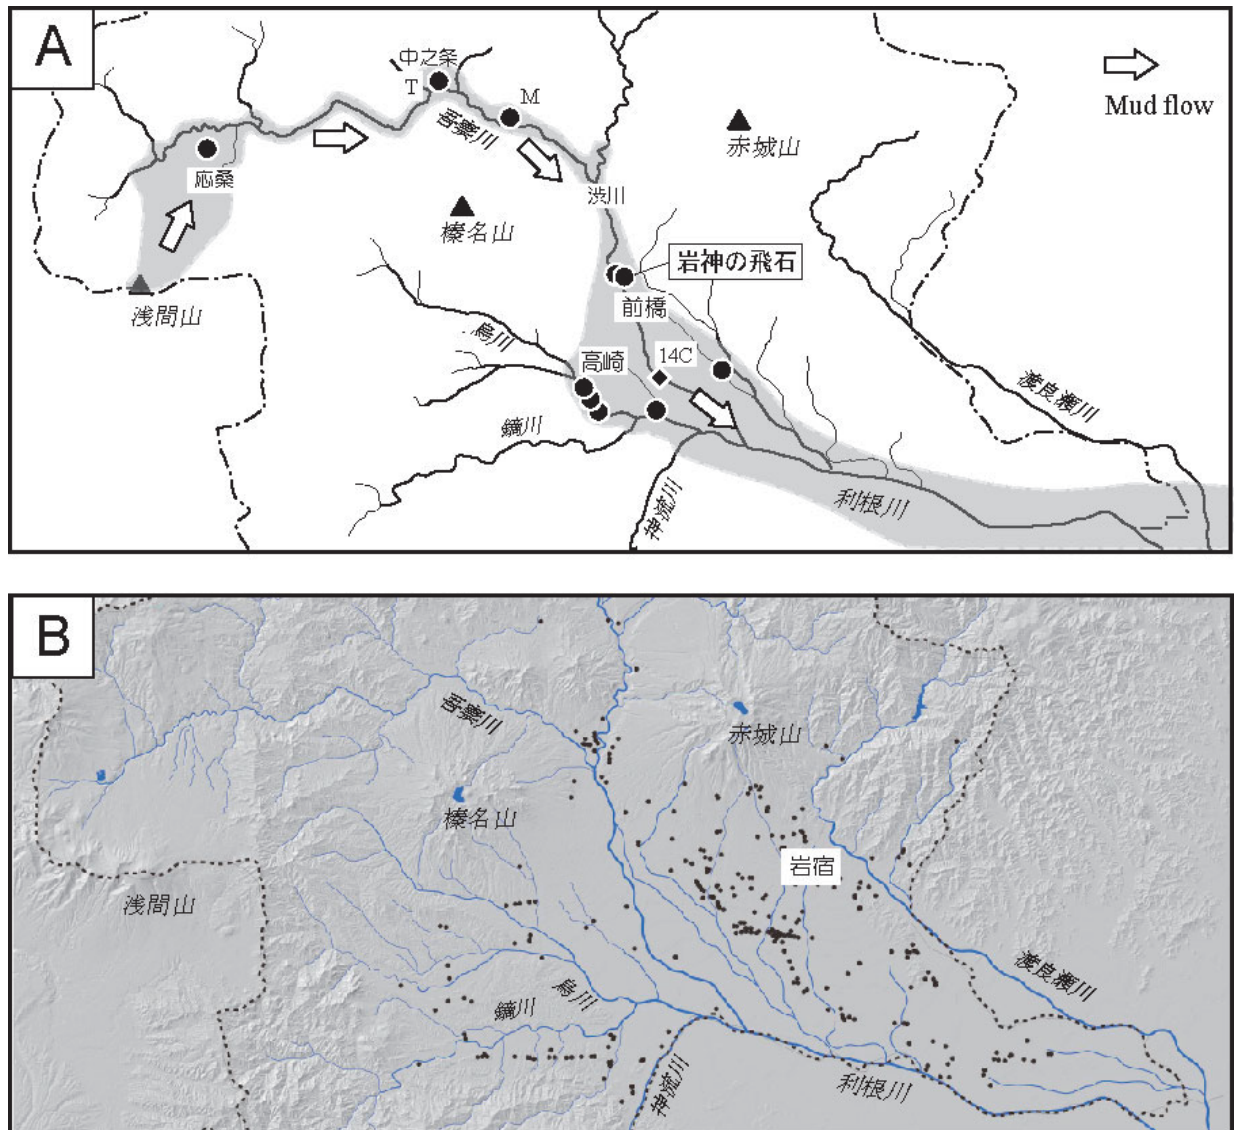 A
中之条
T
M
吾妻川
赤城山
Mud flow
応桑
渋川
榛名山
岩神の飛石
浅間山
前橋
烏川
高崎
14C
渡良瀬川
鏑川
利根川
神流川
B
吾妻川
赤城山
榛名山
岩宿
浅間山
渡良瀬川
烏川
鏑川
利根川
神流川